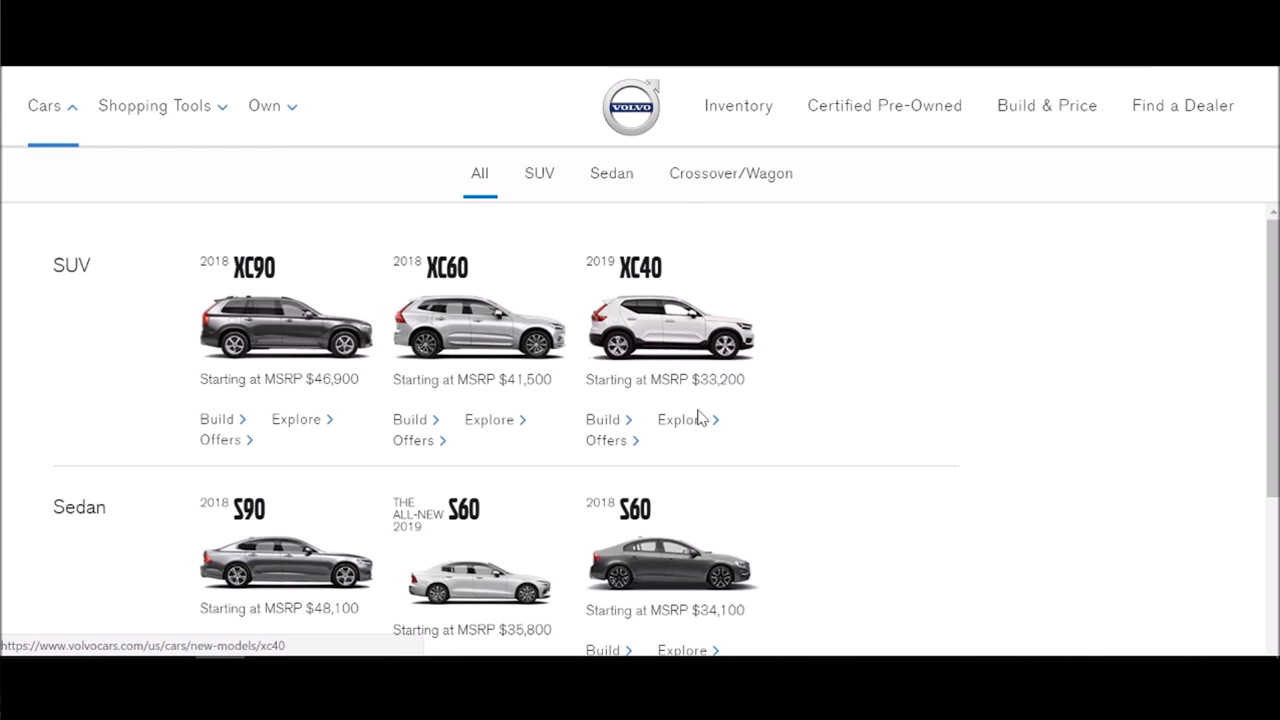 Cars Shopping Tools Own VOLVO Inventory Certified Pre-Owned Build & Price Find a Dealer
All SUV Sedan Crossover/Wagon
SUV
2018 XC90
Starting at MSRP $46,900
Build Explore
Offers
2018 XC60
Starting at MSRP $41,500
Build Explore
Offers
2019 XC40
Starting at MSRP $33,200
Build Explore
Offers
Sedan
2018 S90
Starting at MSRP $48,100
THE
ALL-NEW S60
2019
Starting at MSRP $35,800
2018 S60
Starting at MSRP $34,100
Build Explore
https://www.volvocars.com/us/cars/new-models/xc40